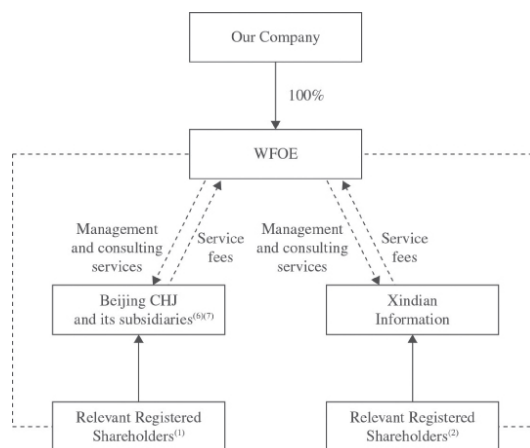 Our Company
100%
WFOE
Management
and consulting
services
Service
fees
Management
and consulting
services
Service
fees
Beijing CHJ
and its subsidiaries(6)(7)
Xindian
Information
Relevant Registered
Shareholders(1)
Relevant Registered
Shareholders(2)